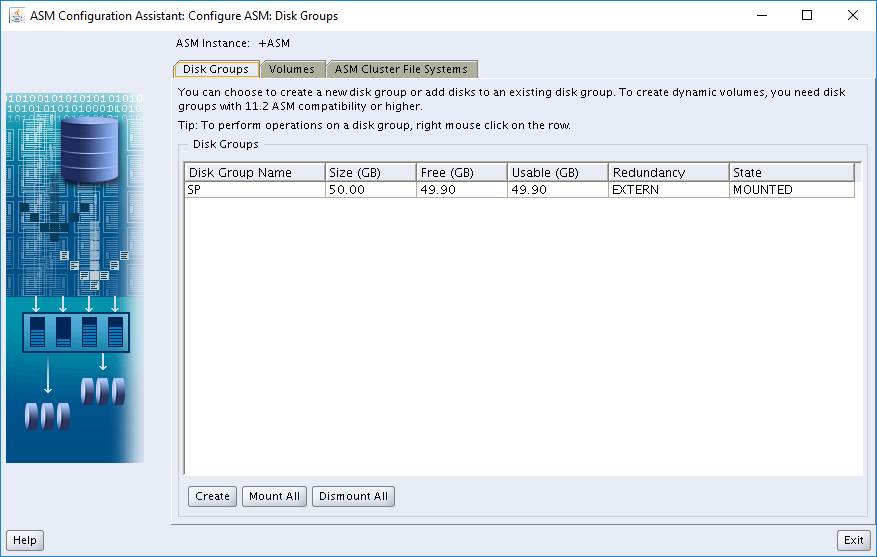 ASM Configuration Assistant: Configure ASM: Disk Groups
ASM Instance: +ASM
Disk Groups Volumes ASM Cluster File Systems
You can choose to create a new disk group or add disks to an existing disk group. To create dynamic volumes, you need disk
groups with 11.2 ASM compatibility or higher.
Tip: To perform operations on a disk group, right mouse click on the row.
Disk Groups
Disk Group Name Size (GB) Free (GB) Usable (GB) Redundancy State
SP 50.00 49.90 49.90 EXTERN MOUNTED
Create Mount All Dismount All
Help Exit